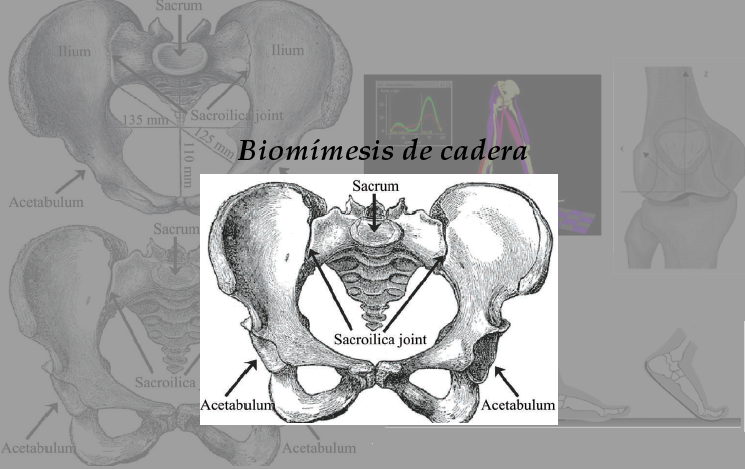 Sacrum
Ilium
Ilium
Sacroilica joint
135 mm
125 mm
110 mm
Acetabulum
Z
Biomímesis de cadera
Sacrum
Sacroilica joint
Acetabulum
Acetabulum
Sacrum
Sacroilica
Acetabulum
Acetabulum